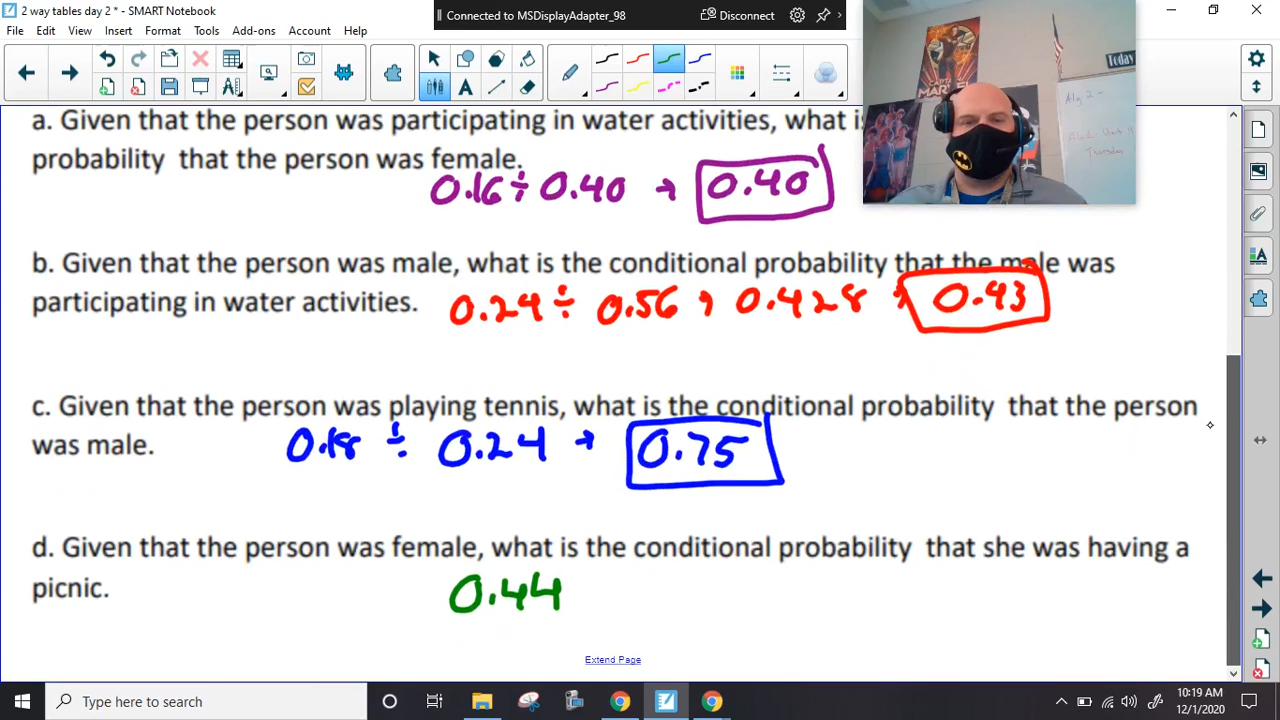 2 way tables day 2 * - SMART Notebook
Connected to MSDisplayAdapter_98
Disconnect
File Edit View Insert Format Tools Add-ons Account Help
Today
CAPTAIN MARVEL
Alg 2 -
Thursday
a. Given that the person was participating in water activities, what is
probability that the person was female.
0.16 ÷ 0.40 → 0.40
b. Given that the person was male, what is the conditional probability that the male was
participating in water activities.
0.24 ÷ 0.56 → 0.428 → 0.43
c. Given that the person was playing tennis, what is the conditional probability that the person
was male.
0.18 ÷ 0.24 → 0.75
d. Given that the person was female, what is the conditional probability that she was having a
picnic.
0.44
Extend Page
Type here to search
10:19 AM
12/1/2020